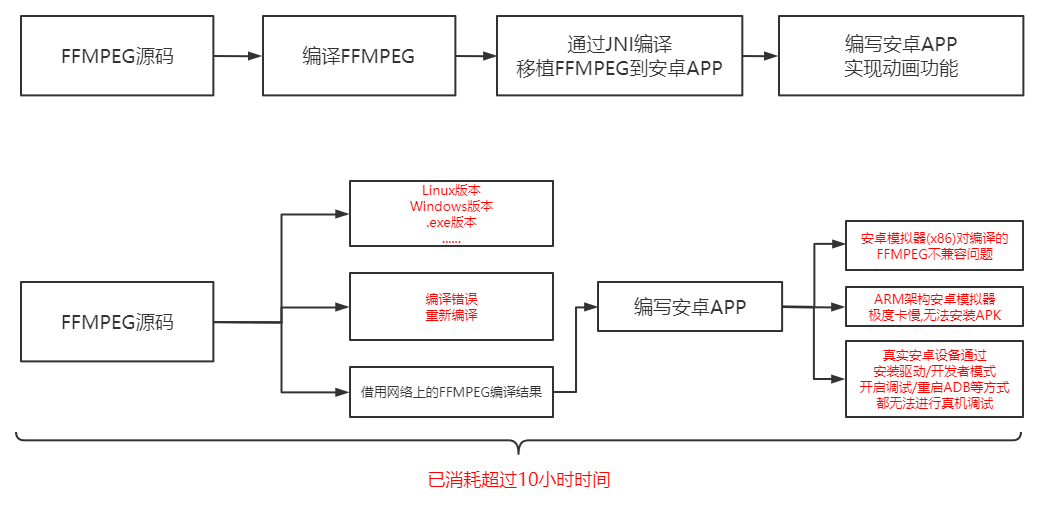 FFMPEG源码
编译FFMPEG
通过JNI编译
移植FFMPEG到安卓APP
编写安卓APP
实现动画功能
FFMPEG源码
Linux版本
Windows版本
.exe版本
......
编译错误
重新编译
借用网络上的FFMPEG编译结果
编写安卓APP
安卓模拟器(x86)对编译的
FFMPEG不兼容问题
ARM架构安卓模拟器
极度卡慢,无法安装APK
真实安卓设备通过
安装驱动/开发者模式
开启调试/重启ADB等方式
都无法进行真机调试
已消耗超过10小时时间